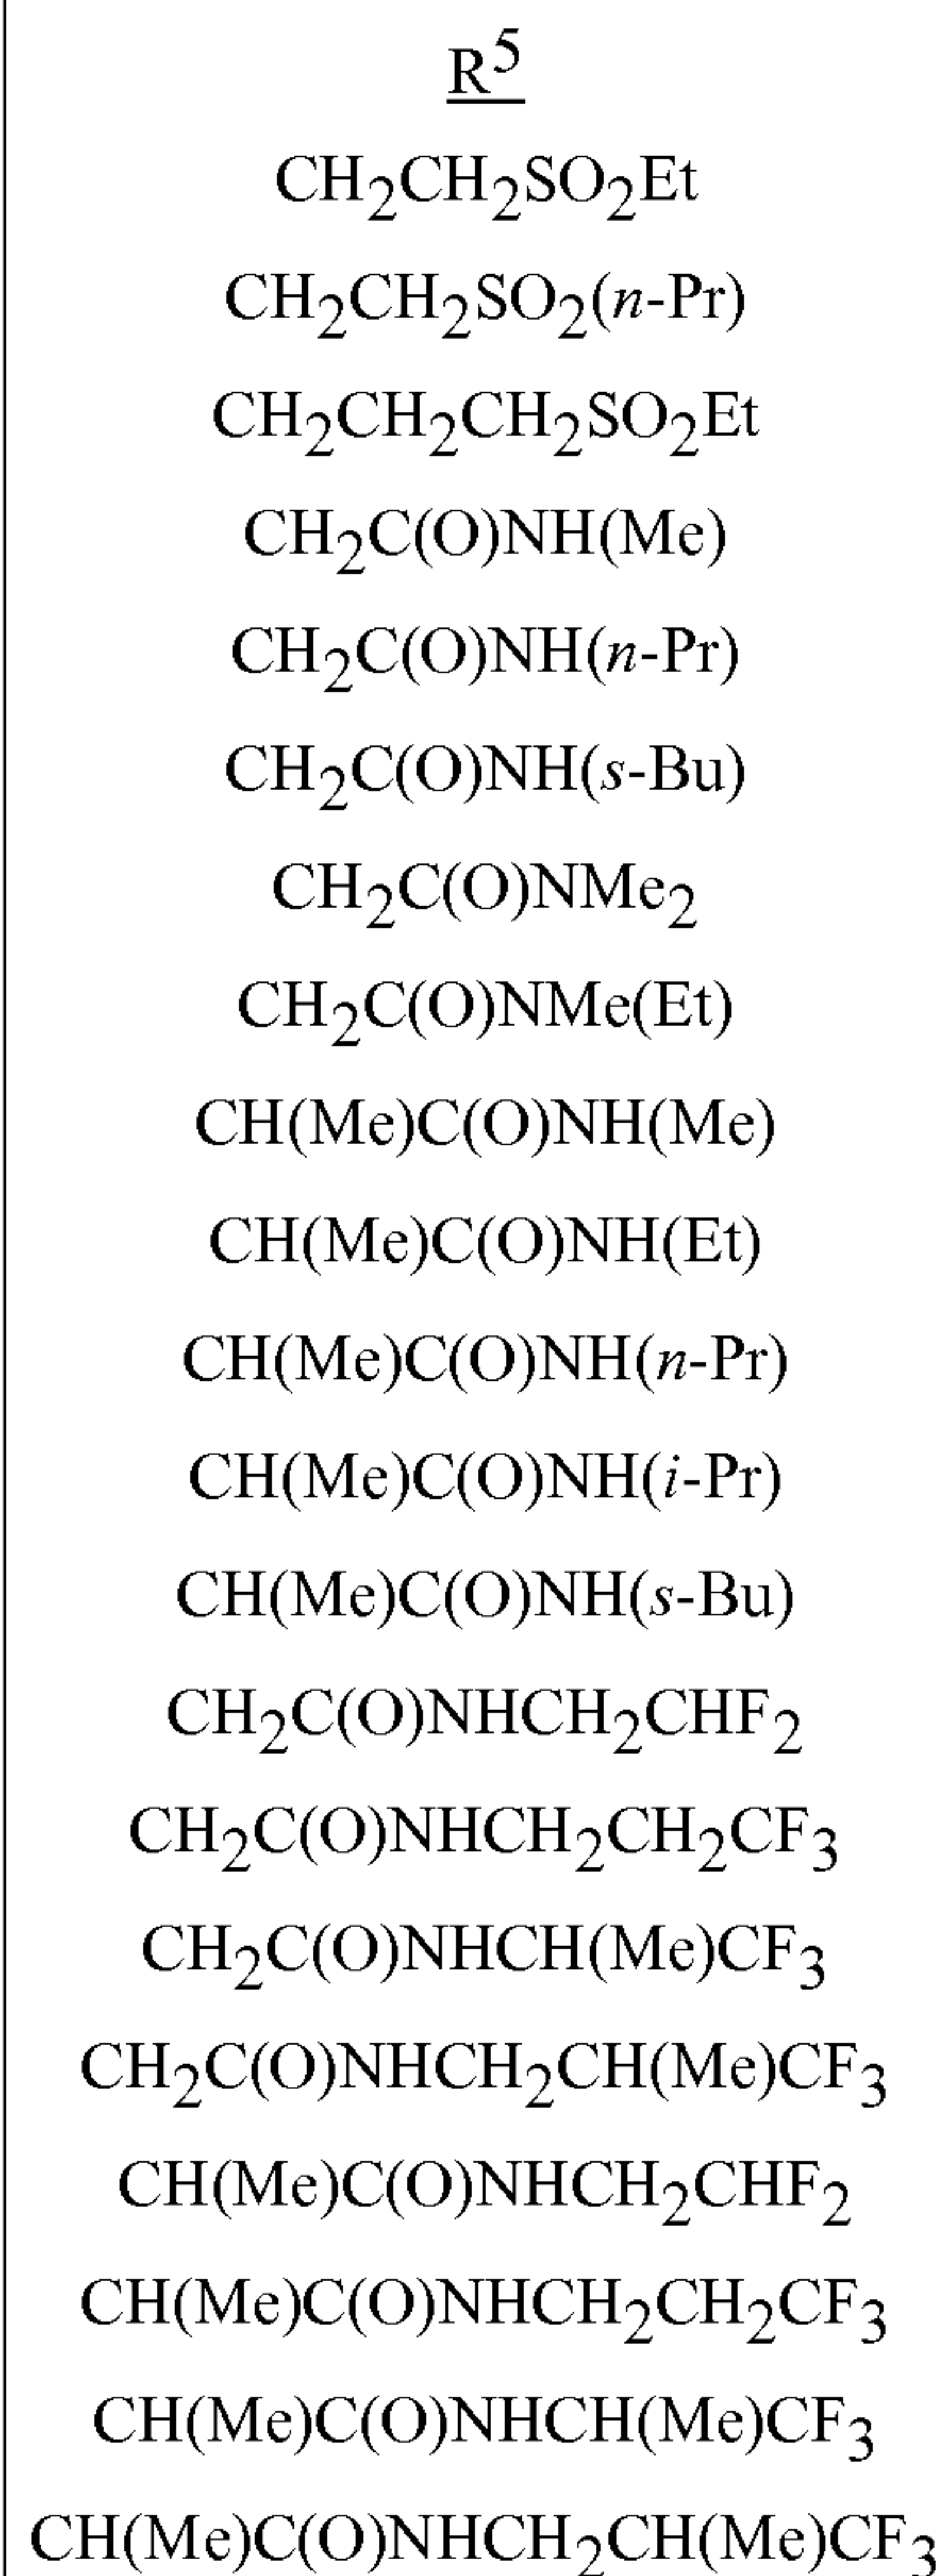 R⁵
CH₂CH₂SO₂Et
CH₂CH₂SO₂(n-Pr)
CH₂CH₂CH₂SO₂Et
CH₂C(O)NH(Me)
CH₂C(O)NH(n-Pr)
CH₂C(O)NH(s-Bu)
CH₂C(O)NMe₂
CH₂C(O)NMe(Et)
CH(Me)C(O)NH(Me)
CH(Me)C(O)NH(Et)
CH(Me)C(O)NH(n-Pr)
CH(Me)C(O)NH(i-Pr)
CH(Me)C(O)NH(s-Bu)
CH₂C(O)NHCH₂CHF₂
CH₂C(O)NHCH₂CH₂CF₃
CH₂C(O)NHCH(Me)CF₃
CH₂C(O)NHCH₂CH(Me)CF₃
CH(Me)C(O)NHCH₂CHF₂
CH(Me)C(O)NHCH₂CH₂CF₃
CH(Me)C(O)NHCH(Me)CF₃
CH(Me)C(O)NHCH₂CH(Me)CF₃